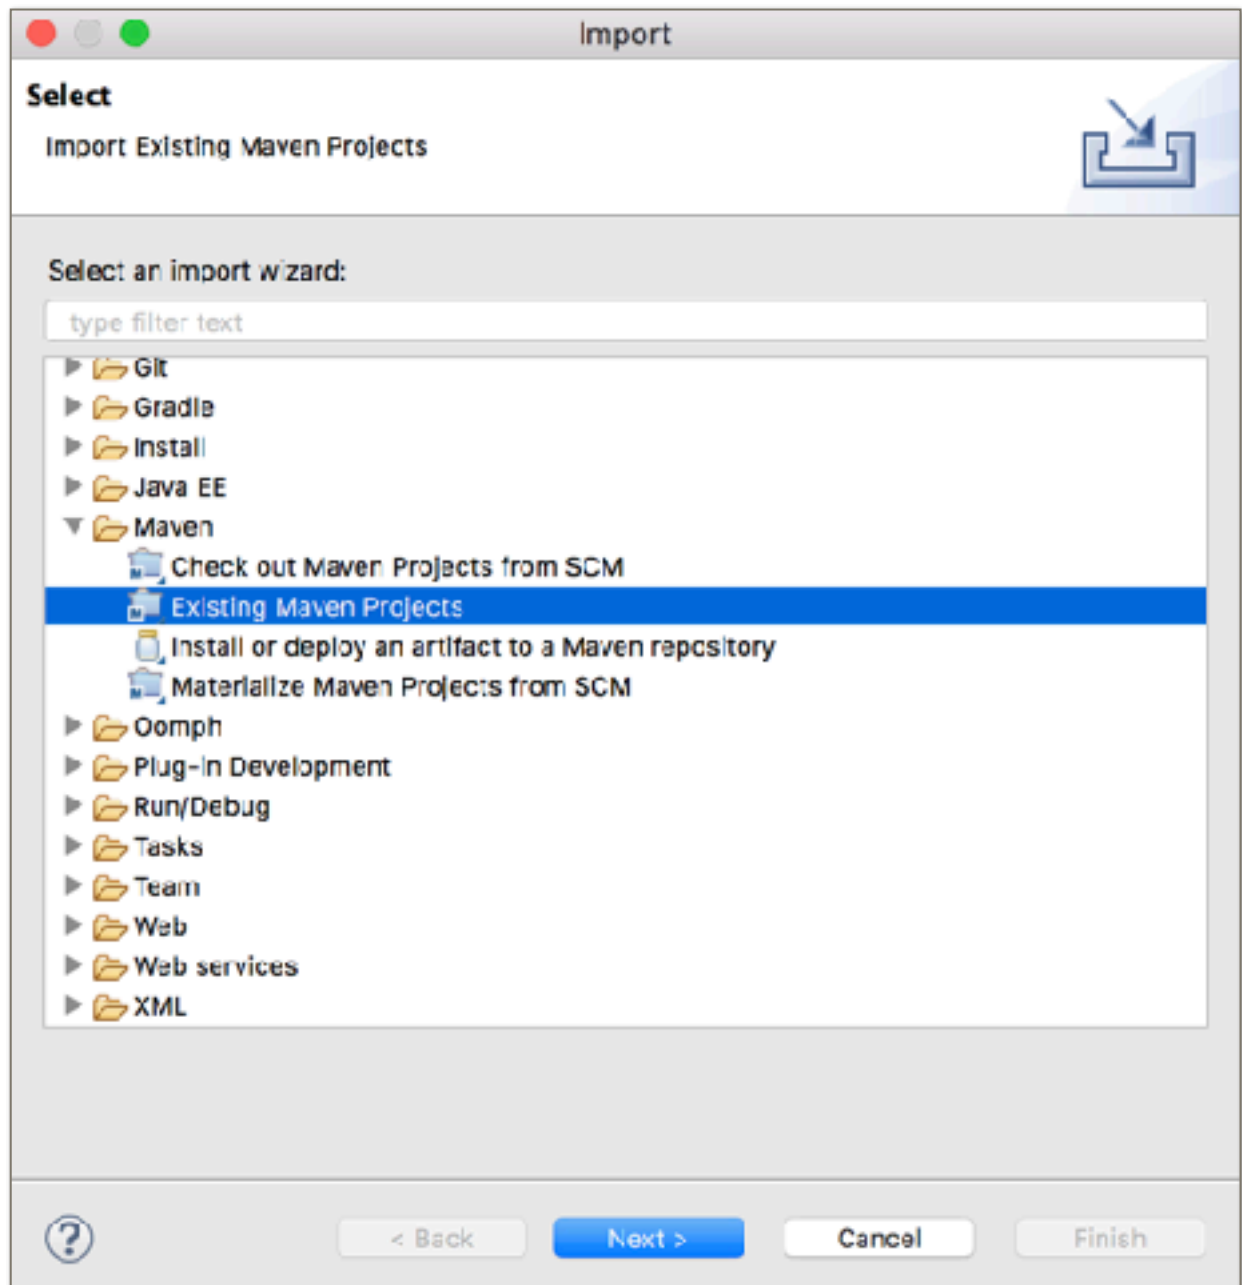 Import
Select
Import Existing Maven Projects
Select an import wizard:
type filter text
Git
Gradle
Install
Java EE
Maven
Check out Maven Projects from SCM
Existing Maven Projects
Install or deploy an artifact to a Maven repository
Materialize Maven Projects from SCM
Oomph
Plug-in Development
Run/Debug
Tasks
Team
Web
Web services
XML
? < Back Next > Cancel Finish